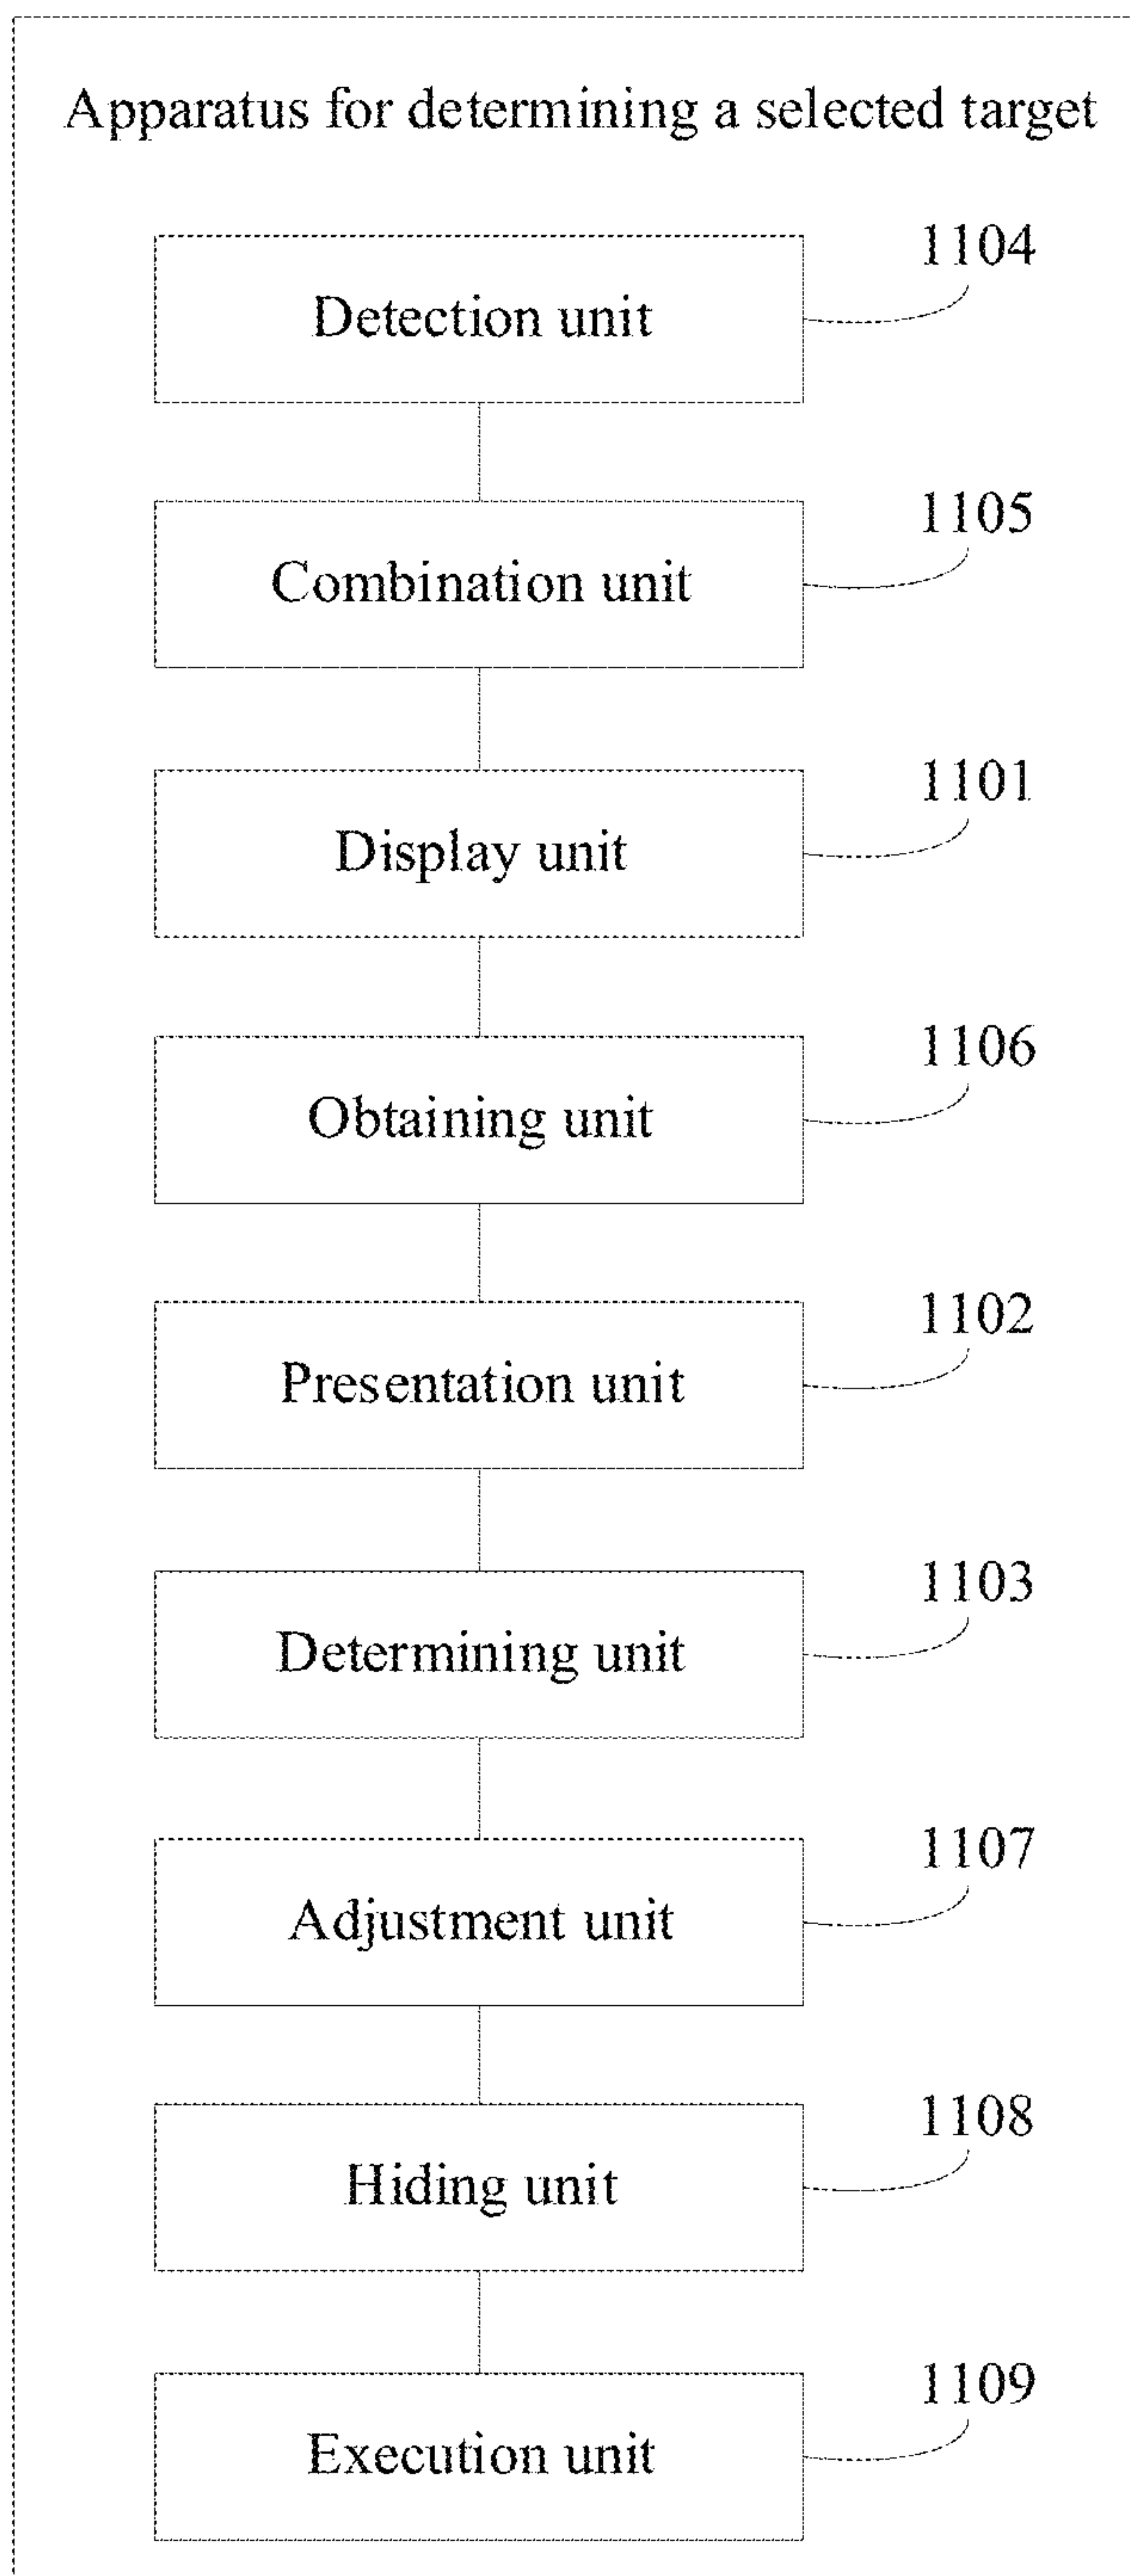 Apparatus for determining a selected target
1104
Detection unit
1105
Combination unit
1101
Display unit
1106
Obtaining unit
1102
Presentation unit
1103
Determining unit
1107
Adjustment unit
1108
Hiding unit
1109
Execution unit